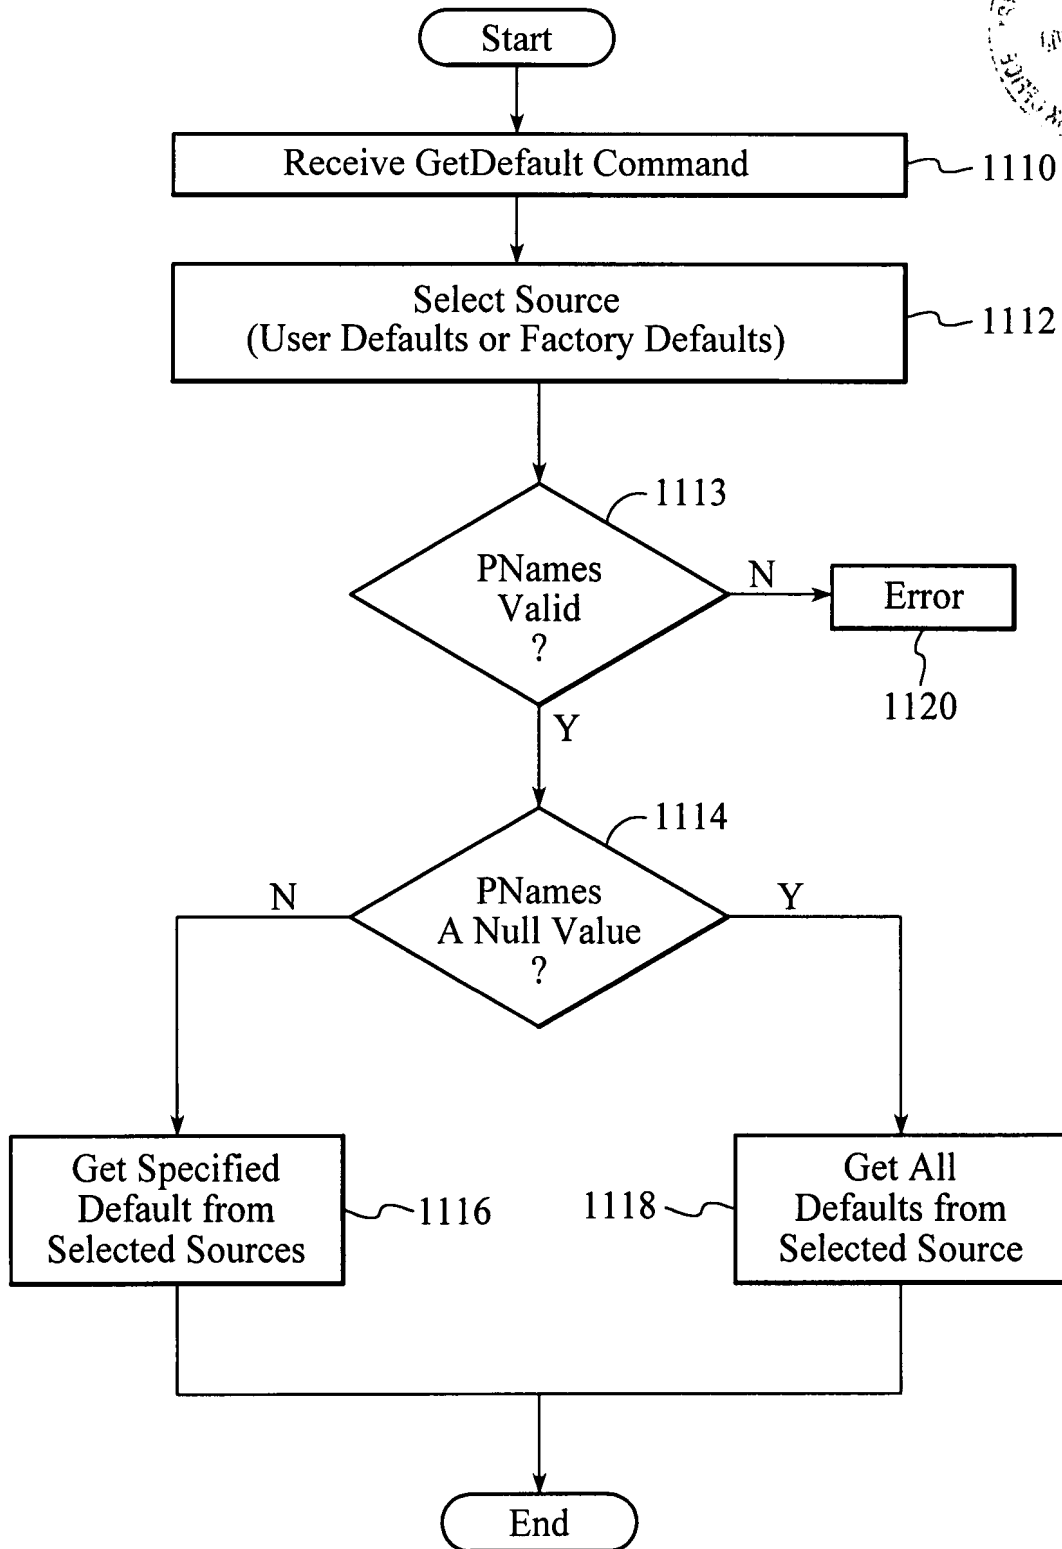 Start
Receive GetDefault Command
1110
Select Source
(User Defaults or Factory Defaults)
1112
1113
PNames
Valid
?
N
Error
1120
Y
1114
PNames
A Null Value
?
N
Y
Get Specified
Default from
Selected Sources
1116
1118
Get All
Defaults from
Selected Source
End